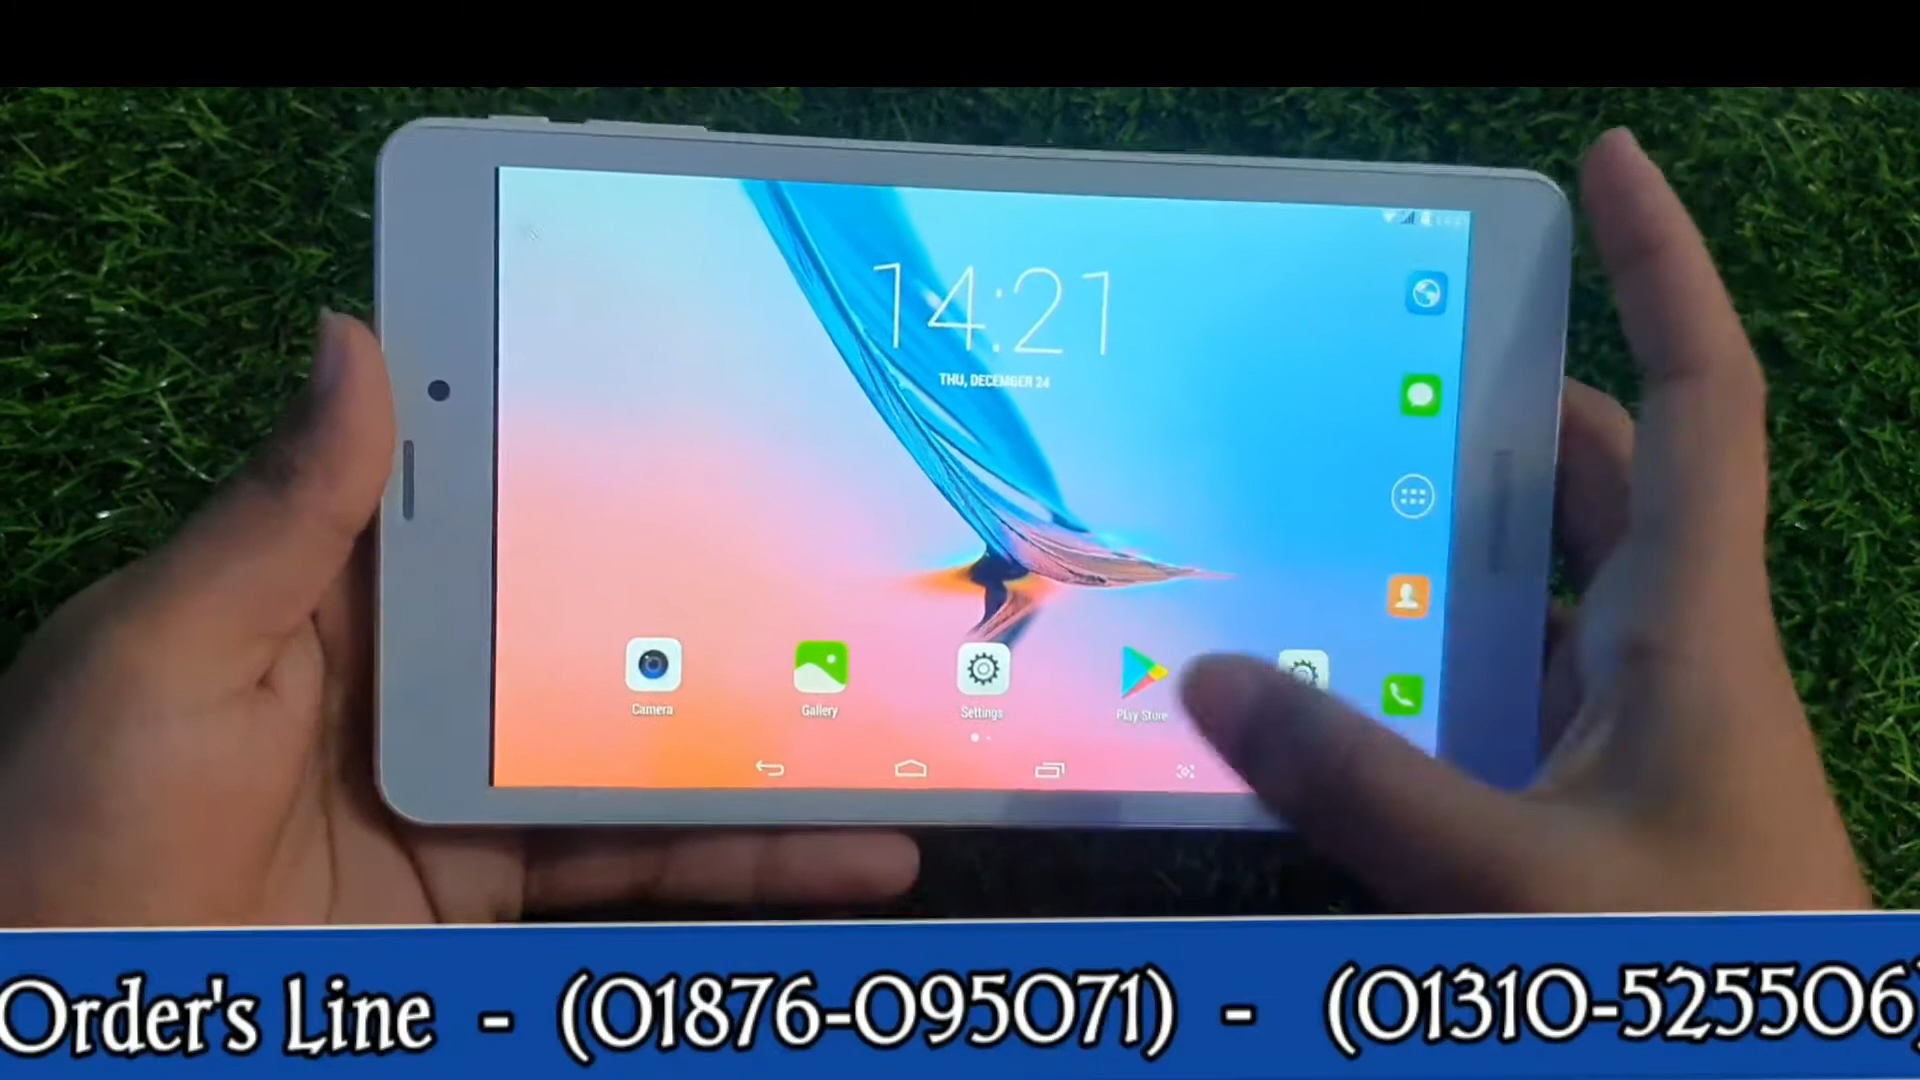 14:21
THU, DECEMBER 24
Camera
Gallery
Settings
Play Store
Order's Line - (01876-095071) - (01310-525506)